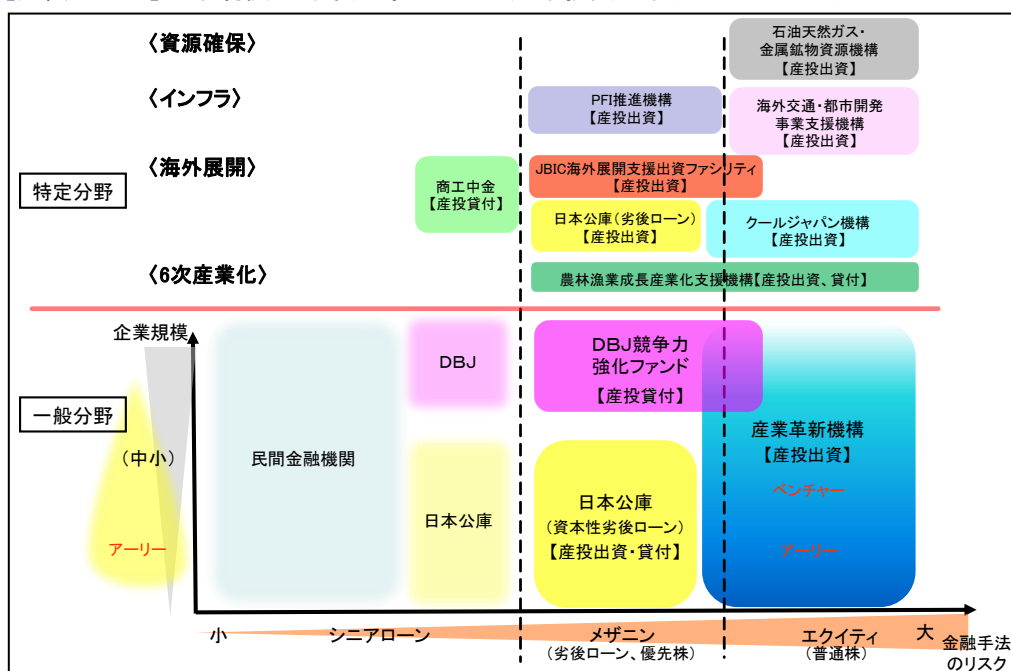 〈資源確保〉
石油天然ガス・
金属鉱物資源機構
【産投出資】
〈インフラ〉
PFI推進機構
【産投出資】
海外交通・都市開発
事業支援機構
【産投出資】
特定分野
〈海外展開〉
商工中金
【産投貸付】
JBIC海外展開支援出資ファシリティ
【産投出資】
日本公庫(劣後ローン)
【産投出資】
クールジャパン機構
【産投出資】
〈6次産業化〉
農林漁業成長産業化支援機構【産投出資、貸付】
企業規模
一般分野
(中小)
アーリー
民間金融機関
DBJ
日本公庫
DBJ競争力
強化ファンド
【産投貸付】
日本公庫
(資本性劣後ローン)
【産投出資・貸付】
産業革新機構
【産投出資】
ベンチャー
アーリー
小
シニアローン
メザニン
(劣後ローン、優先株)
エクイティ
(普通株)
大
金融手法
のリスク